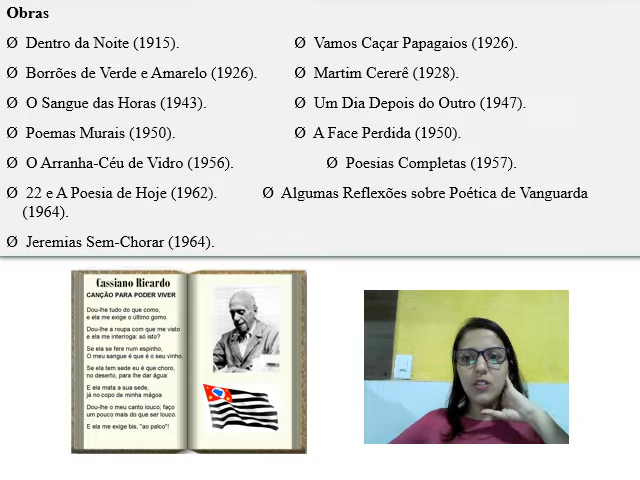 Obras
Ø Dentro da Noite (1915). Ø Vamos Caçar Papagaios (1926).
Ø Borrões de Verde e Amarelo (1926). Ø Martim Cererê (1928).
Ø O Sangue das Horas (1943). Ø Um Dia Depois do Outro (1947).
Ø Poemas Murais (1950). Ø A Face Perdida (1950).
Ø O Arranha-Céu de Vidro (1956). Ø Poesias Completas (1957).
Ø 22 e A Poesia de Hoje (1962). Ø Algumas Reflexões sobre Poética de Vanguarda
(1964).
Ø Jeremias Sem-Chorar (1964).
Cassiano Ricardo
CANÇÃO PARA PODER VIVER
Dou-lhe tudo do que como,
e ela me exige o último gomo.
Dou-lhe a roupa com que me visto
e ela me interroga: só isto?
Se ela se fere num espinho,
O meu sangue é que é o seu vinho.
Se ela tem sede eu é que choro,
no deserto, para lhe dar água:
E ela mata a sua sede,
já no copo de minha mágoa
Dou-lhe o meu canto louco; faço
um pouco mais do que ser louco.
E ela me exige bis, "ao palco"!